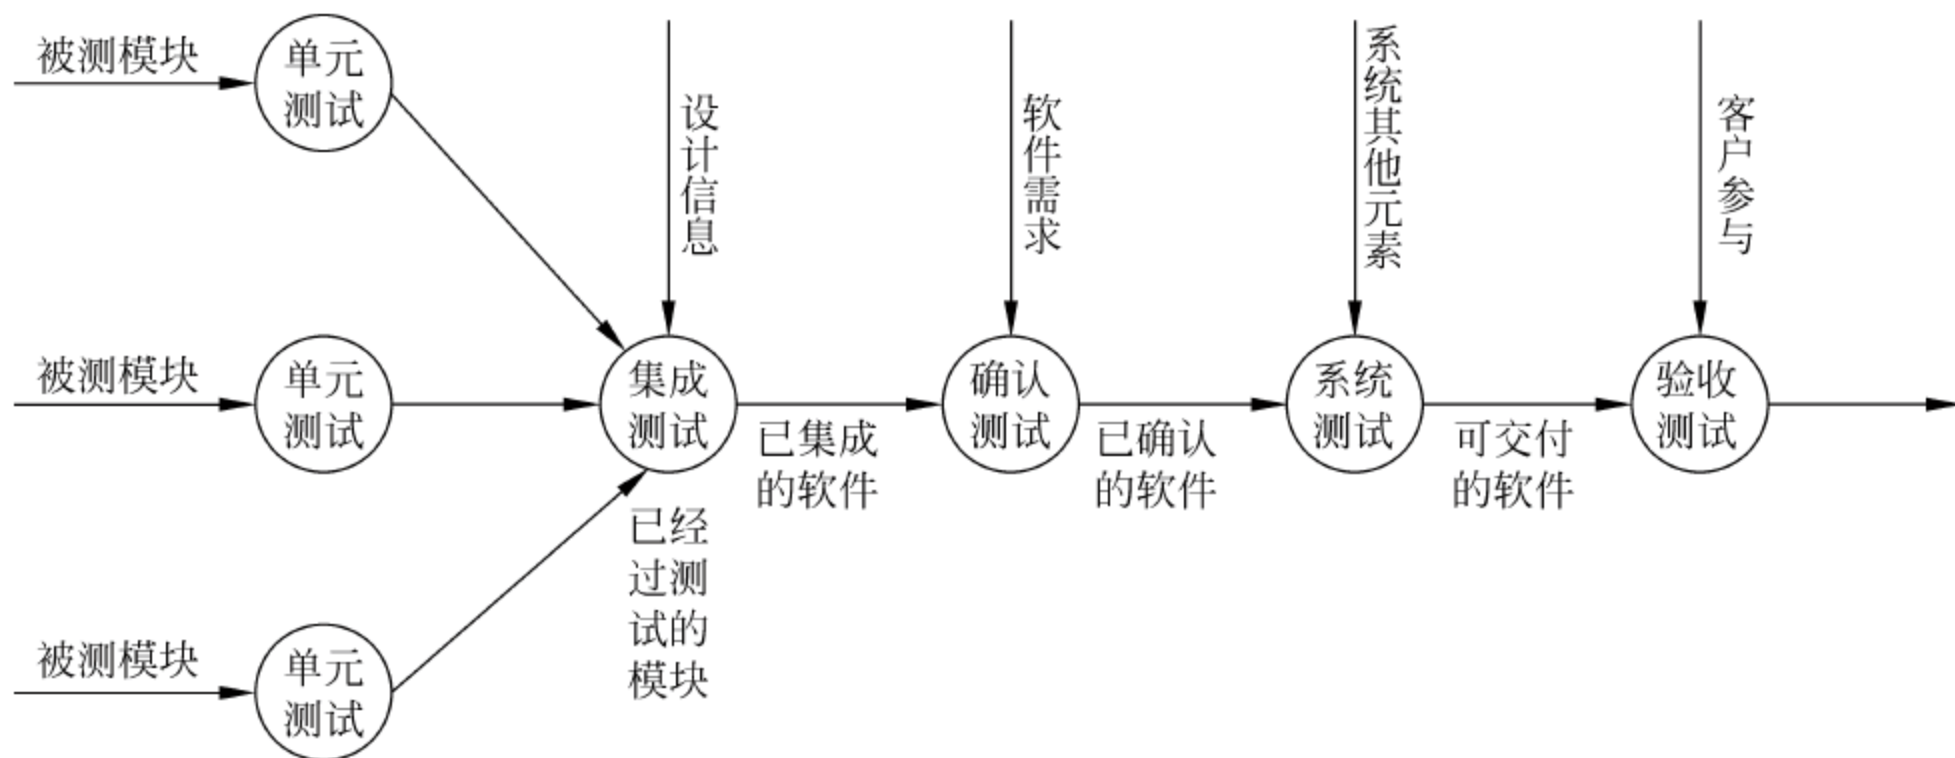 被测模块
单元
测试
设计信息
软件需求
系统其他元素
客户参与
被测模块
单元
测试
集成
测试
已集成
的软件
确认
测试
已确认
的软件
系统
测试
可交付
的软件
验收
测试
已经
过测
试的
模块
被测模块
单元
测试